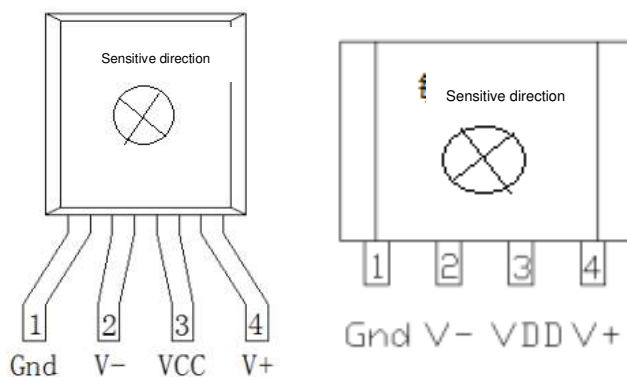 Sensitive direction
1 2 3 4
Gnd V- VCC V+
Sensitive direction
1 2 3 4
Gnd V- VDD V+